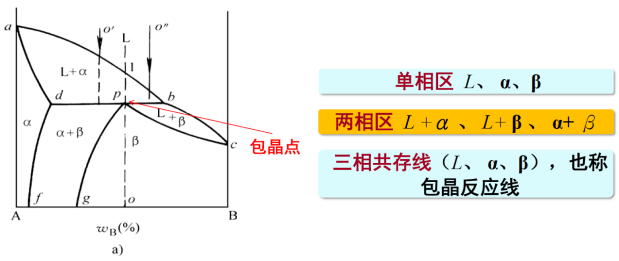 a
o′
o″
L
L+α
1
d
p
b
L+β
c
α
α+β
β
包晶点
f
g
o
A
B
w_B(%)
a)
单相区 L、α、β
两相区 L+α、L+β、α+β
三相共存线（L、α、β），也称
包晶反应线